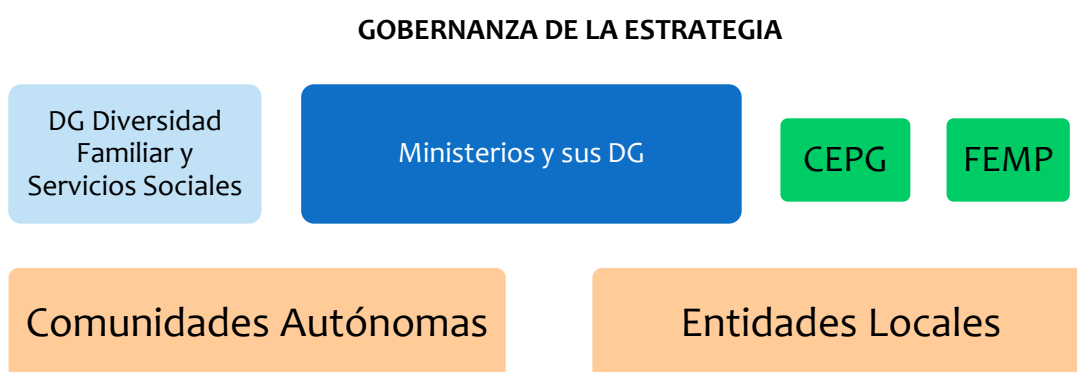 GOBERNANZA DE LA ESTRATEGIA
DG Diversidad
Familiar y
Servicios Sociales
Ministerios y sus DG
CEPG
FEMP
Comunidades Autónomas
Entidades Locales